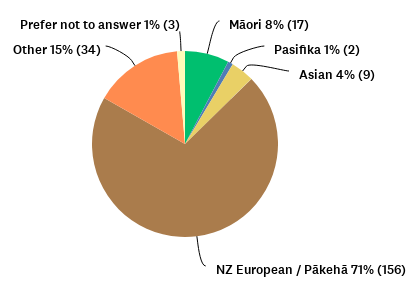 Prefer not to answer 1% (3)
Māori 8% (17)
Other 15% (34)
Pasifika 1% (2)
Asian 4% (9)
NZ European / Pākehā 71% (156)